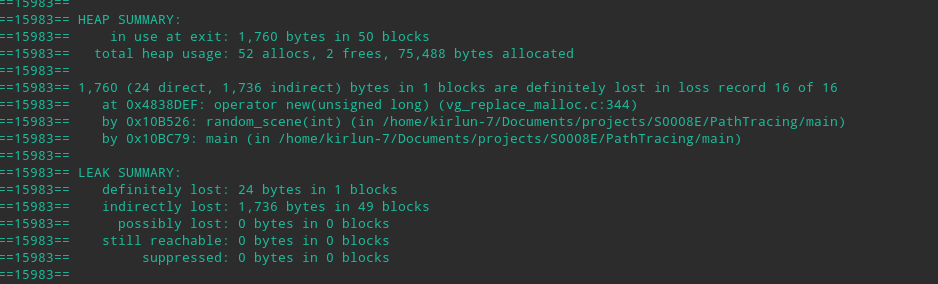 ==15983==
==15983== HEAP SUMMARY:
==15983==     in use at exit: 1,760 bytes in 50 blocks
==15983==   total heap usage: 52 allocs, 2 frees, 75,488 bytes allocated
==15983==
==15983== 1,760 (24 direct, 1,736 indirect) bytes in 1 blocks are definitely lost in loss record 16 of 16
==15983==    at 0x4838DEF: operator new(unsigned long) (vg_replace_malloc.c:344)
==15983==    by 0x10B526: random_scene(int) (in /home/kirlun-7/Documents/projects/S0008E/PathTracing/main)
==15983==    by 0x10BC79: main (in /home/kirlun-7/Documents/projects/S0008E/PathTracing/main)
==15983==
==15983== LEAK SUMMARY:
==15983==    definitely lost: 24 bytes in 1 blocks
==15983==    indirectly lost: 1,736 bytes in 49 blocks
==15983==      possibly lost: 0 bytes in 0 blocks
==15983==    still reachable: 0 bytes in 0 blocks
==15983==         suppressed: 0 bytes in 0 blocks
==15983==